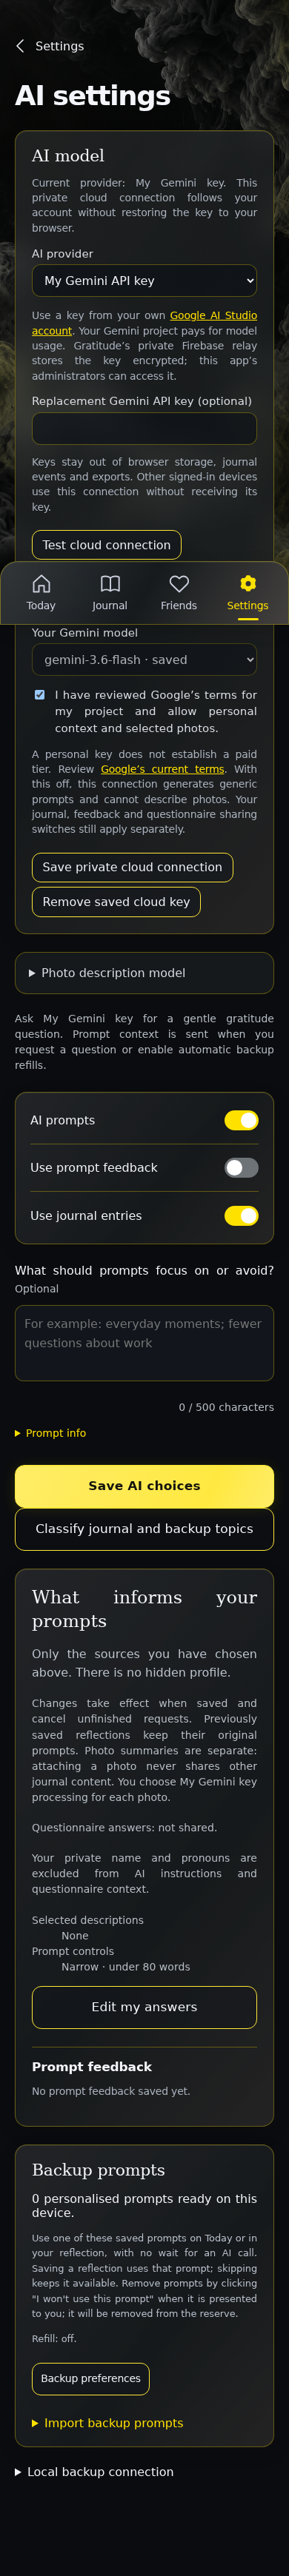 Settings
AI settings
AI model
Current provider: My Gemini key. This
private cloud connection follows your
account without restoring the key to your
browser.
AI provider
My Gemini API key
Use a key from your own Google AI Studio
account. Your Gemini project pays for model
usage. Gratitude's private Firebase relay
stores the key encrypted; this app's
administrators can access it.
Replacement Gemini API key (optional)
Keys stay out of browser storage, journal
events and exports. Other signed-in devices
use this connection without receiving its
key.
Test cloud connection
Today
Journal
Friends
Settings
Your Gemini model
gemini-3.6-flash · saved
I have reviewed Google's terms for
my project and allow personal
context and selected photos.
A personal key does not establish a paid
tier. Review Google's current terms. With
this off, this connection generates generic
prompts and cannot describe photos. Your
journal, feedback and questionnaire sharing
switches still apply separately.
Save private cloud connection
Remove saved cloud key
Photo description model
Ask My Gemini key for a gentle gratitude
question. Prompt context is sent when you
request a question or enable automatic backup
refills.
AI prompts
Use prompt feedback
Use journal entries
What should prompts focus on or avoid?
Optional
For example: everyday moments; fewer
questions about work
0 / 500 characters
Prompt info
Save AI choices
Classify journal and backup topics
What informs your
prompts
Only the sources you have chosen
above. There is no hidden profile.
Changes take effect when saved and
cancel unfinished requests. Previously
saved reflections keep their original
prompts. Photo summaries are separate:
attaching a photo never shares other
journal content. You choose My Gemini key
processing for each photo.
Questionnaire answers: not shared.
Your private name and pronouns are
excluded from AI instructions and
questionnaire context.
Selected descriptions
None
Prompt controls
Narrow · under 80 words
Edit my answers
Prompt feedback
No prompt feedback saved yet.
Backup prompts
0 personalised prompts ready on this
device.
Use one of these saved prompts on Today or in
your reflection, with no wait for an AI call.
Saving a reflection uses that prompt; skipping
keeps it available. Remove prompts by clicking
"I won't use this prompt" when it is presented
to you; it will be removed from the reserve.
Refill: off.
Backup preferences
Import backup prompts
Local backup connection